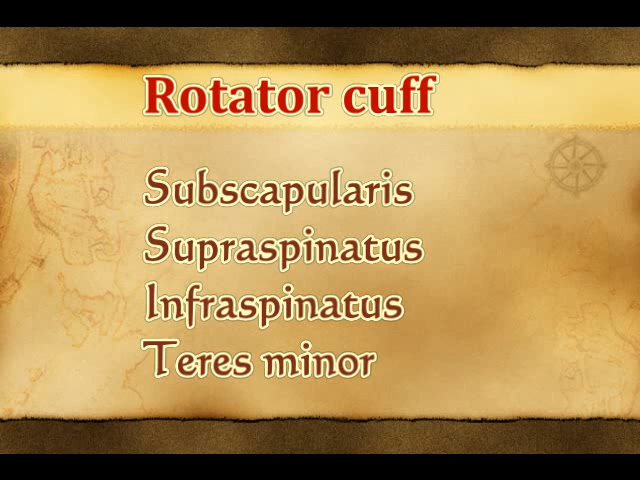 Rotator cuff
Subscapularis
Supraspinatus
Infraspinatus
Teres minor